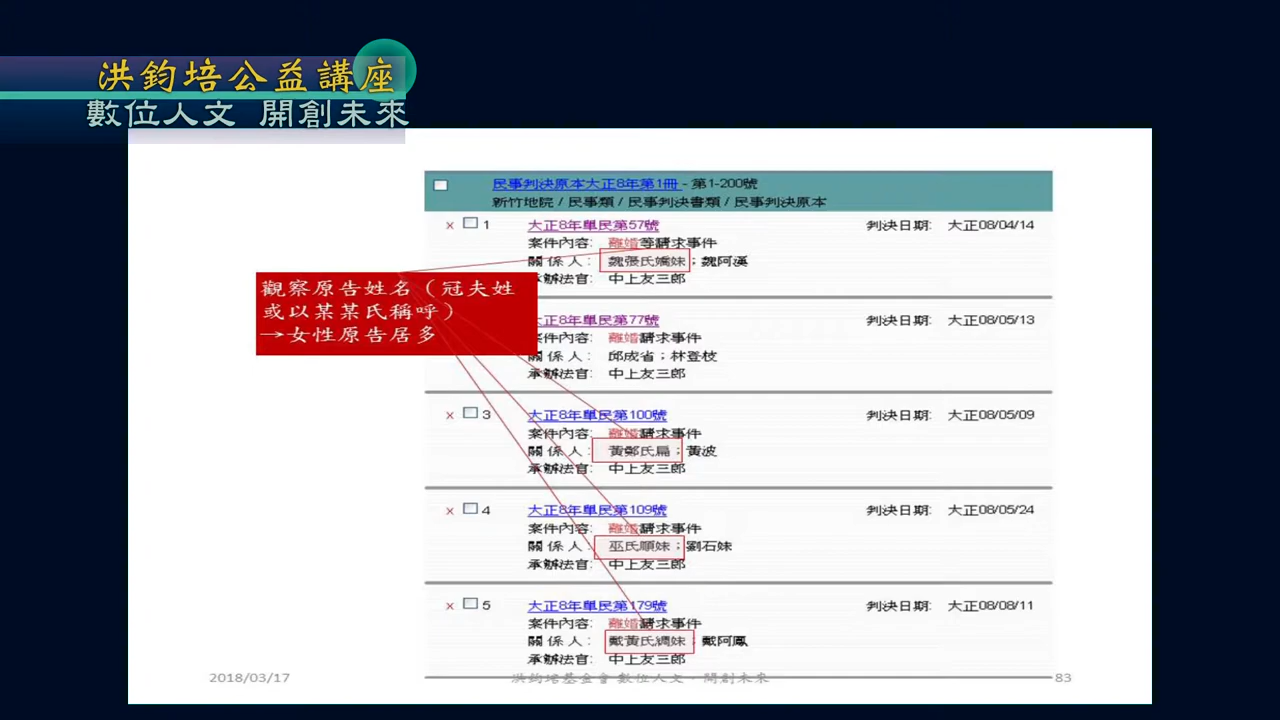 洪鈞培公益講座
數位人文 開創未來
民事判決原本大正8年第1冊 - 第1-200號
新竹地院 / 民事類 / 民事判決書類 / 民事判決原本
x 1 大正8年單民第57號 判決日期: 大正08/04/14
案件內容: 離婚等請求事件
關 係 人: 魏張氏嬌妹;魏阿漢
承辦法官: 中上友三郎
觀察原告姓名(冠夫姓
或以某某氏稱呼)
→女性原告居多
大正8年單民第77號 判決日期: 大正08/05/13
案件內容: 離婚請求事件
關 係 人: 邱成省;林登枝
承辦法官: 中上友三郎
x 3 大正8年單民第100號 判決日期: 大正08/05/09
案件內容: 離婚請求事件
關 係 人: 黃鄭氏扁;黃波
承辦法官: 中上友三郎
x 4 大正8年單民第109號 判決日期: 大正08/05/24
案件內容: 離婚請求事件
關 係 人: 巫氏順妹;劉石妹
承辦法官: 中上友三郎
x 5 大正8年單民第179號 判決日期: 大正08/08/11
案件內容: 離婚請求事件
關 係 人: 戴黃氏綢妹;戴阿鳳
承辦法官: 中上友三郎
2018/03/17 洪鈞培基金會 數位人文,開創未來 83